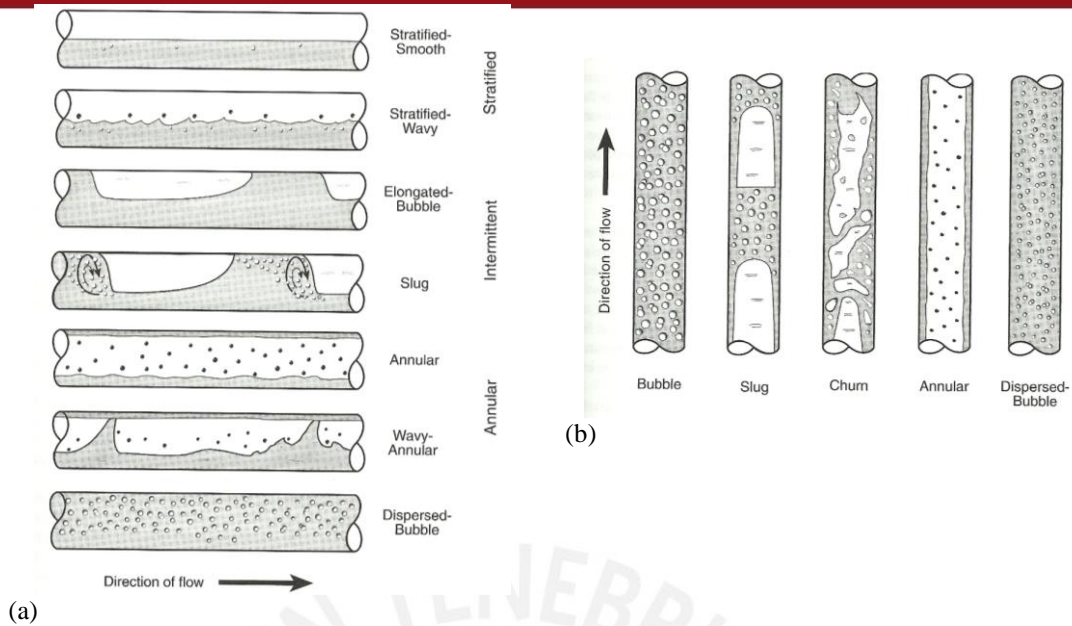 Stratified-
Smooth
Stratified-
Wavy
Stratified
Elongated-
Bubble
Slug
Intermittent
Annular
Wavy-
Annular
Annular
Dispersed-
Bubble
Direction of flow
(a)
Direction of flow
Bubble
Slug
Churn
Annular
Dispersed-
Bubble
(b)